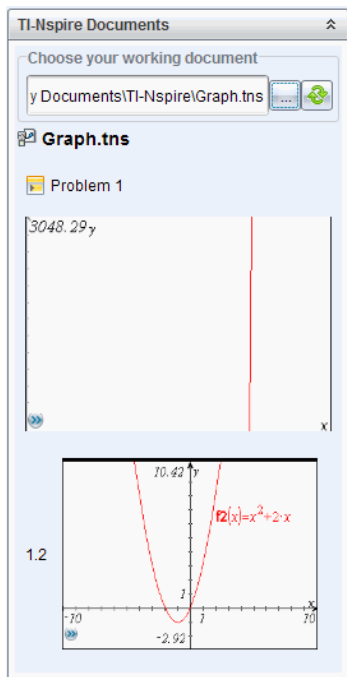 TI-Nspire Documents
Choose your working document
y Documents\TI-Nspire\Graph.tns ...
Graph.tns
Problem 1
3048.29 y
x
1.2
10.42 y
f2(x)=x²+2·x
1
x
-10 1 10
-2.92